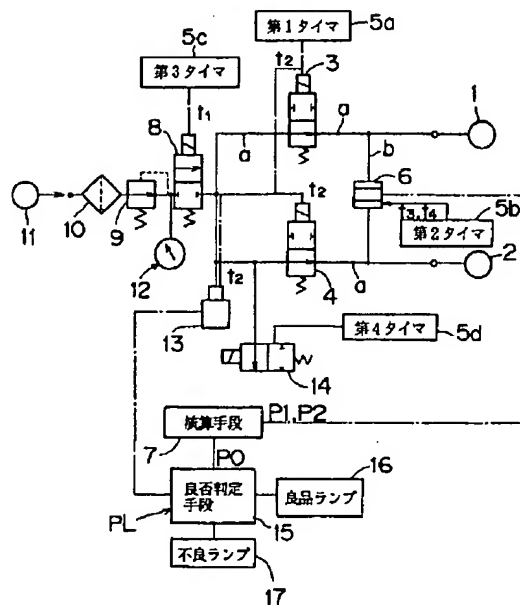 5a
第1タイマ
5c
第3タイマ
t2
3
1
t1
8
a
a
b
6
11
10
9
t2
5b
t3, t4
第2タイマ
12
t2
4
a
2
13
第4タイマ
5d
14
演算手段
P1, P2
7
PO
16
良否判定
手段
良品ランプ
PL
15
不良ランプ
17